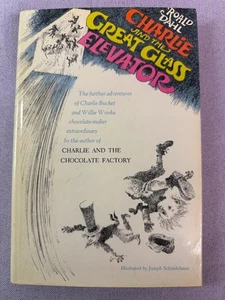 ROALD
DAHL
CHARLIE
AND THE
GREAT GLASS
ELEVATOR
The further adventures
of Charlie Bucket
and Willie Wonka
chocolate-maker
extraordinary
by the author of
CHARLIE AND THE
CHOCOLATE FACTORY
Illustrated by Joseph Schindelman